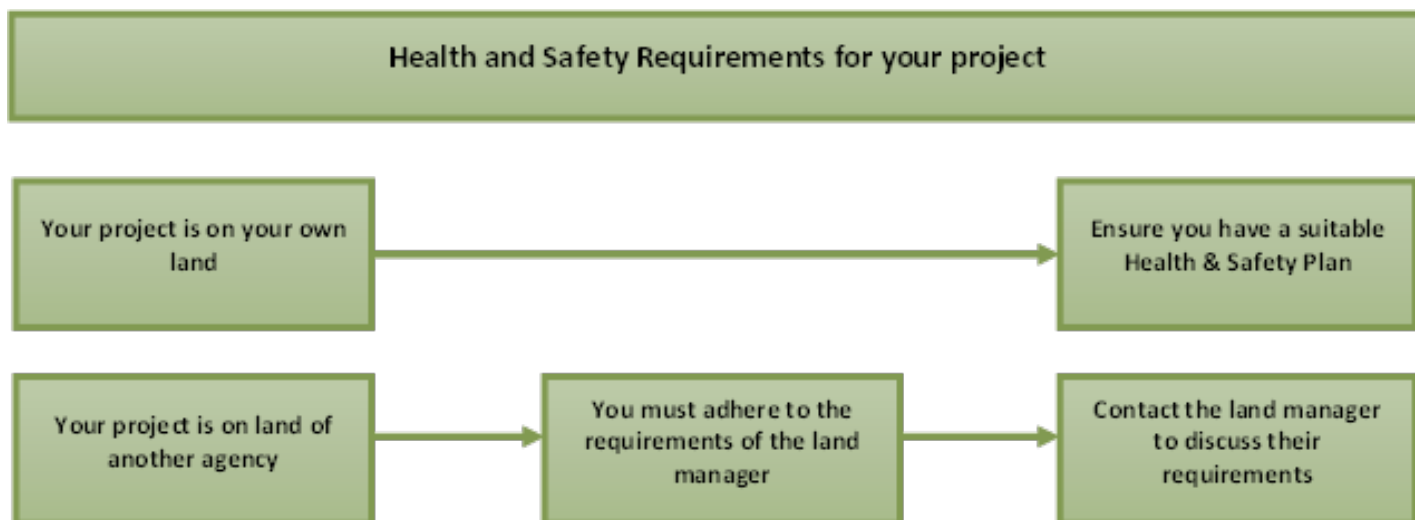 Health and Safety Requirements for your project
Your project is on your own
land
Ensure you have a suitable
Health & Safety Plan
Your project is on land of
another agency
You must adhere to the
requirements of the land
manager
Contact the land manager
to discuss their
requirements